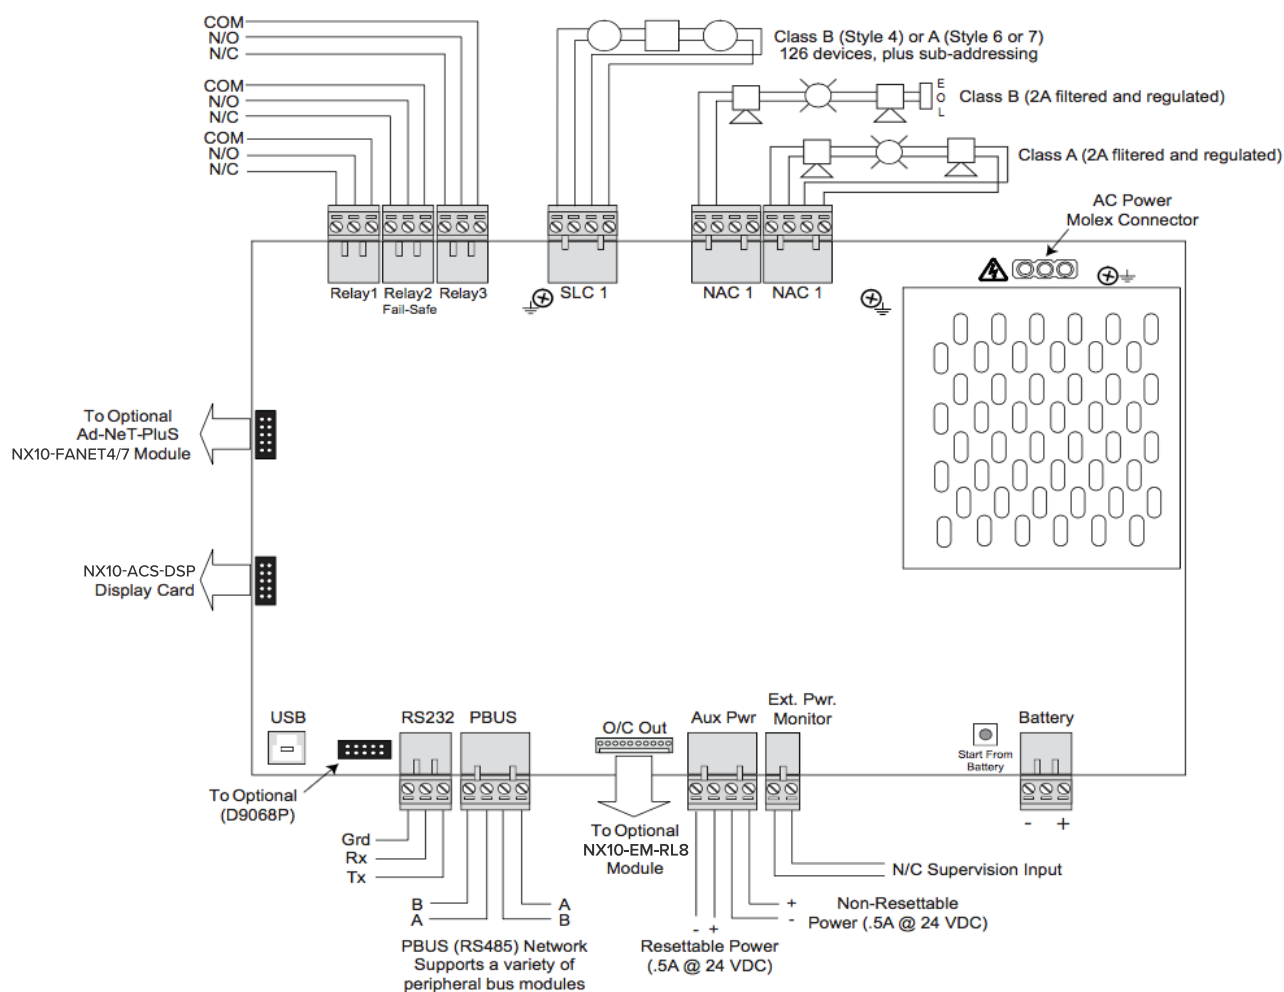 COM
N/O
N/C
COM
N/O
N/C
COM
N/O
N/C
Class B (Style 4) or A (Style 6 or 7)
126 devices, plus sub-addressing
E
O
L
Class B (2A filtered and regulated)
Class A (2A flitered and regulated)
AC Power
Molex Connector
Relay1
Relay2
Fail-Safe
Relay3
SLC 1
NAC 1
NAC 1
To Optional
Ad-NeT-PluS
NX10-FANET4/7 Module
NX10-ACS-DSP
Display Card
USB
RS232
PBUS
O/C Out
Aux Pwr
Ext. Pwr.
Monitor
Start From
Battery
Battery
To Optional
(D9068P)
Grd
Rx
Tx
To Optional
NX10-EM-RL8
Module
- +
N/C Supervision Input
B
A
A
B
PBUS (RS485) Network
Supports a variety of
peripheral bus modules
- +
Resettable Power
(.5A @ 24 VDC)
+
-
Non-Resettable
Power (.5A @ 24 VDC)